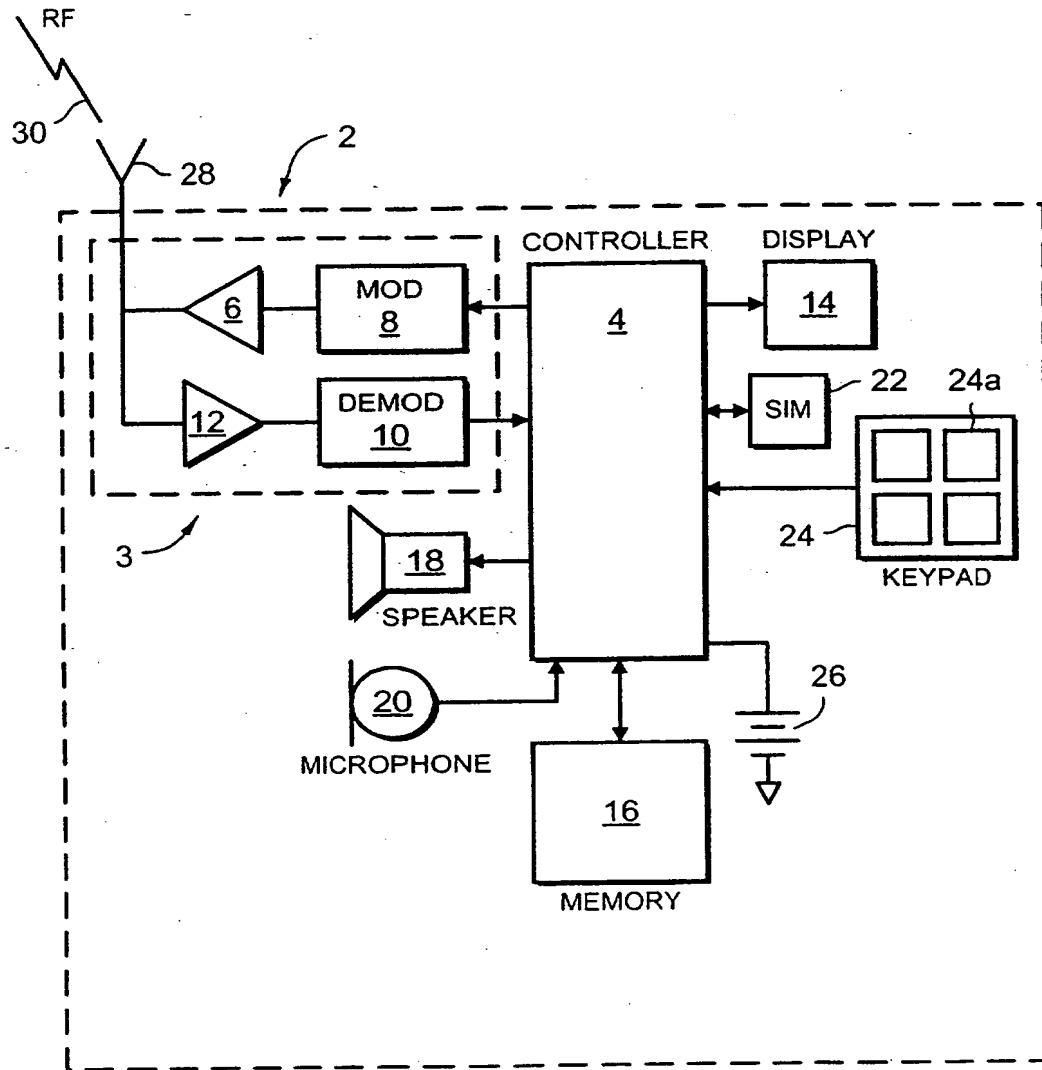 RF
30
28
2
CONTROLLER
DISPLAY
MOD
6
8
4
14
22
24a
SIM
DEMOD
12
10
24
KEYPAD
3
18
SPEAKER
26
20
MICROPHONE
16
MEMORY